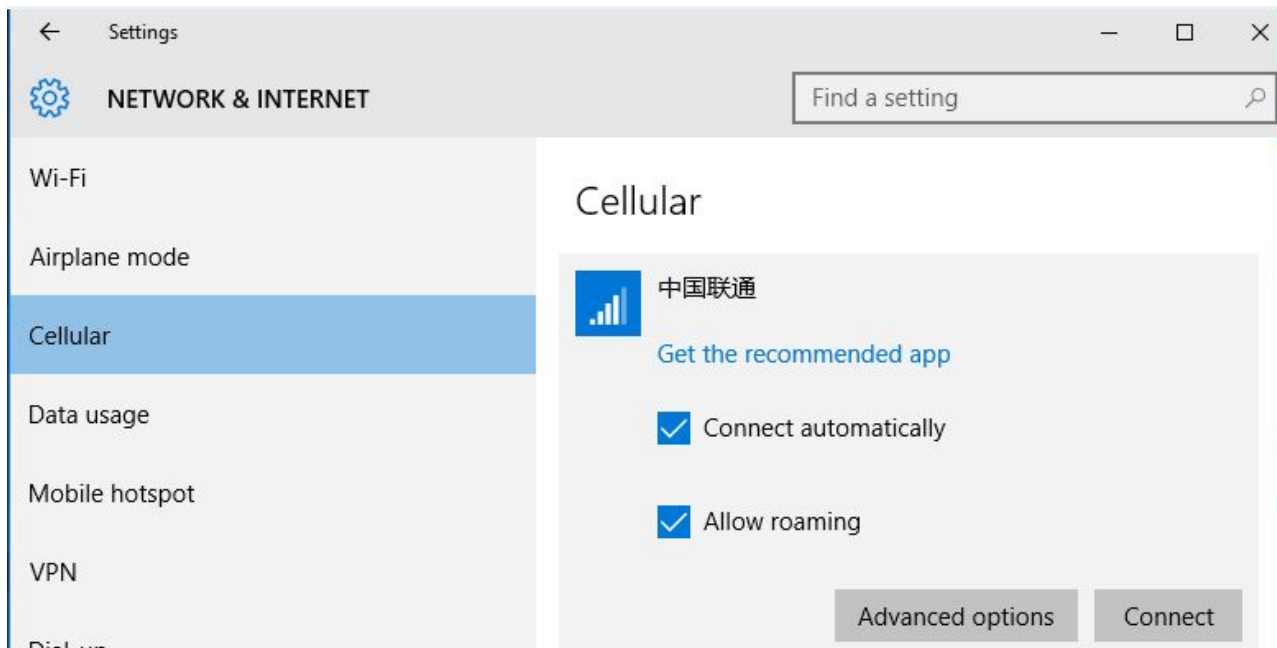 Settings
NETWORK & INTERNET
Find a setting
Wi-Fi
Airplane mode
Cellular
Data usage
Mobile hotspot
VPN
Cellular
中国联通
Get the recommended app
Connect automatically
Allow roaming
Advanced options
Connect